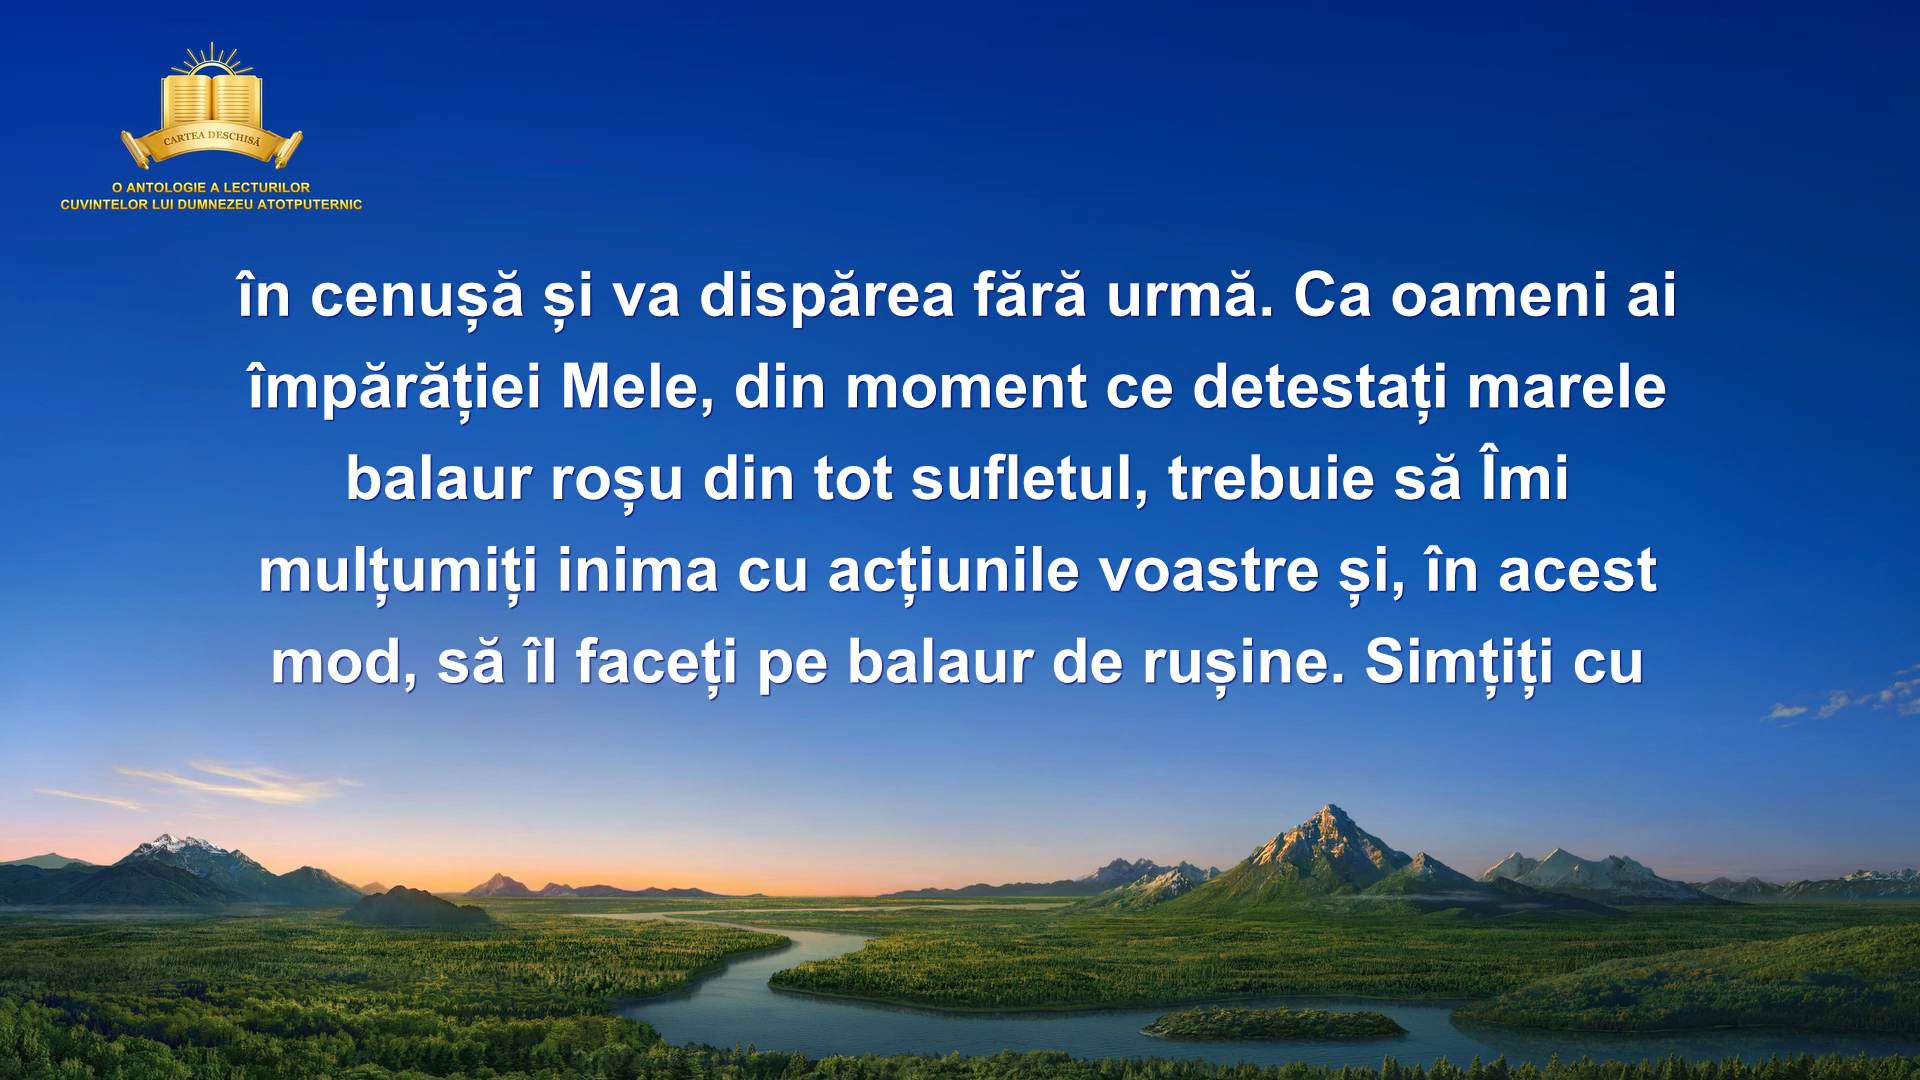 CARTEA DESCHISĂ
O ANTOLOGIE A LECTURILOR
CUVINTELOR LUI DUMNEZEU ATOTPUTERNIC
în cenușă și va dispărea fără urmă. Ca oameni ai
împărăției Mele, din moment ce detestați marele
balaur roșu din tot sufletul, trebuie să Îmi
mulțumiți inima cu acțiunile voastre și, în acest
mod, să îl faceți pe balaur de rușine. Simțiți cu